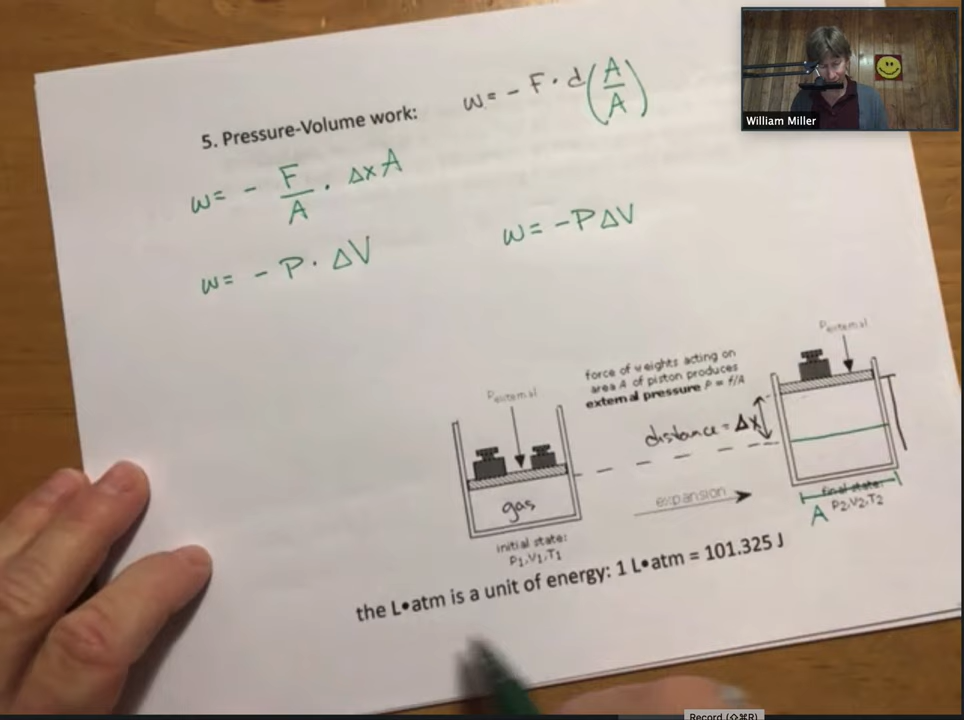 5. Pressure-Volume work:
w = - F · d (A/A)
w = - F/A · Δx A
w = - P · ΔV
w = - P ΔV
William Miller
Pexternal
force of weights acting on
area A of piston produces
external pressure P = f/A
distance = Δx
Pexternal
gas
expansion
initial state:
P1,V1,T1
final state:
P2,V2,T2
A
the L•atm is a unit of energy: 1 L•atm = 101.325 J
Record (⇧⌘R)